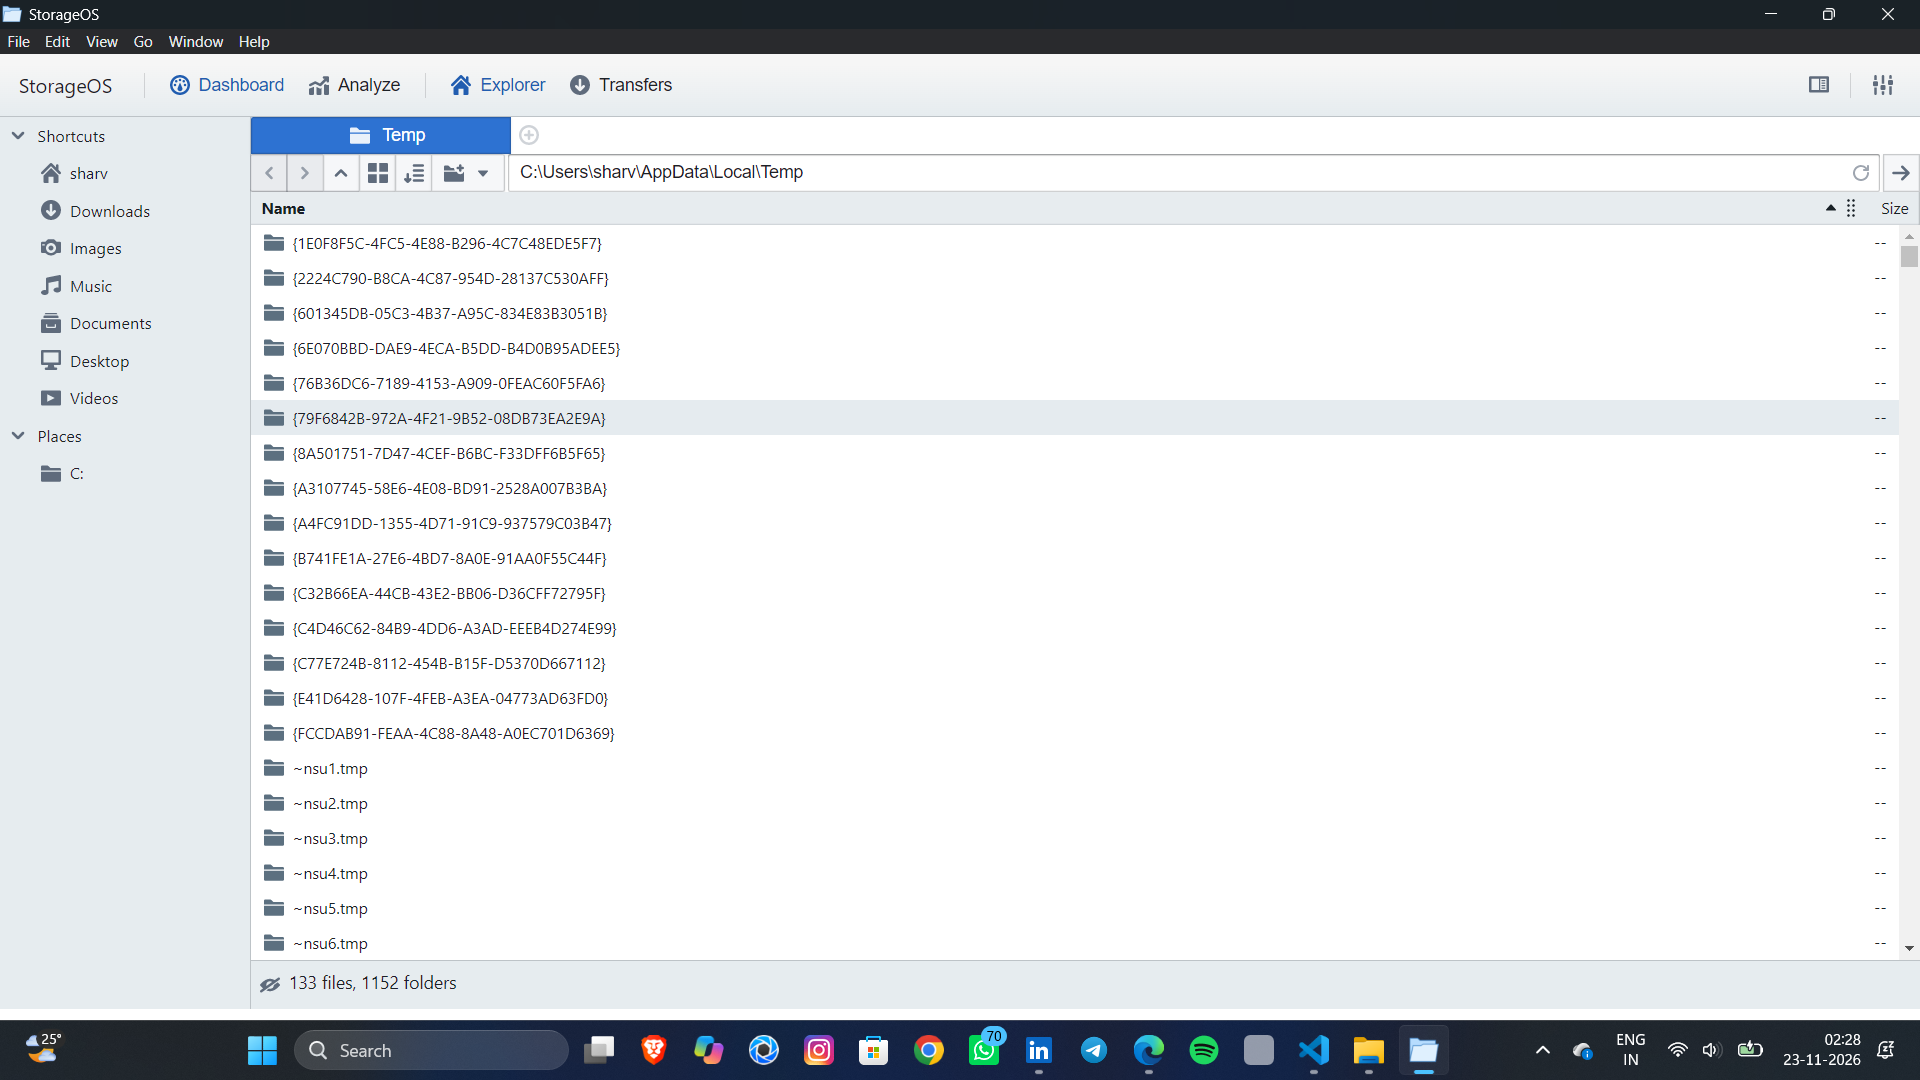 StorageOS
File Edit View Go Window Help
StorageOS Dashboard Analyze Explorer Transfers
Shortcuts
sharv
Downloads
Images
Music
Documents
Desktop
Videos
Places
C:
Temp
C:\Users\sharv\AppData\Local\Temp
Name Size
{1E0F8F5C-4FC5-4E88-B296-4C7C48EDE5F7} --
{2224C790-B8CA-4C87-954D-28137C530AFF} --
{601345DB-05C3-4B37-A95C-834E83B3051B} --
{6E070BBD-DAE9-4ECA-B5DD-B4D0B95ADEE5} --
{76B36DC6-7189-4153-A909-0FEAC60F5FA6} --
{79F6842B-972A-4F21-9B52-08DB73EA2E9A} --
{8A501751-7D47-4CEF-B6BC-F33DFF6B5F65} --
{A3107745-58E6-4E08-BD91-2528A007B3BA} --
{A4FC91DD-1355-4D71-91C9-937579C03B47} --
{B741FE1A-27E6-4BD7-8A0E-91AA0F55C44F} --
{C32B66EA-44CB-43E2-BB06-D36CFF72795F} --
{C4D46C62-84B9-4DD6-A3AD-EEEB4D274E99} --
{C77E724B-8112-454B-B15F-D5370D667112} --
{E41D6428-107F-4FEB-A3EA-04773AD63FD0} --
{FCCDAB91-FEAA-4C88-8A48-A0EC701D6369} --
~nsu1.tmp --
~nsu2.tmp --
~nsu3.tmp --
~nsu4.tmp --
~nsu5.tmp --
~nsu6.tmp --
133 files, 1152 folders
25°
Search
70
ENG
IN
02:28
23-11-2026